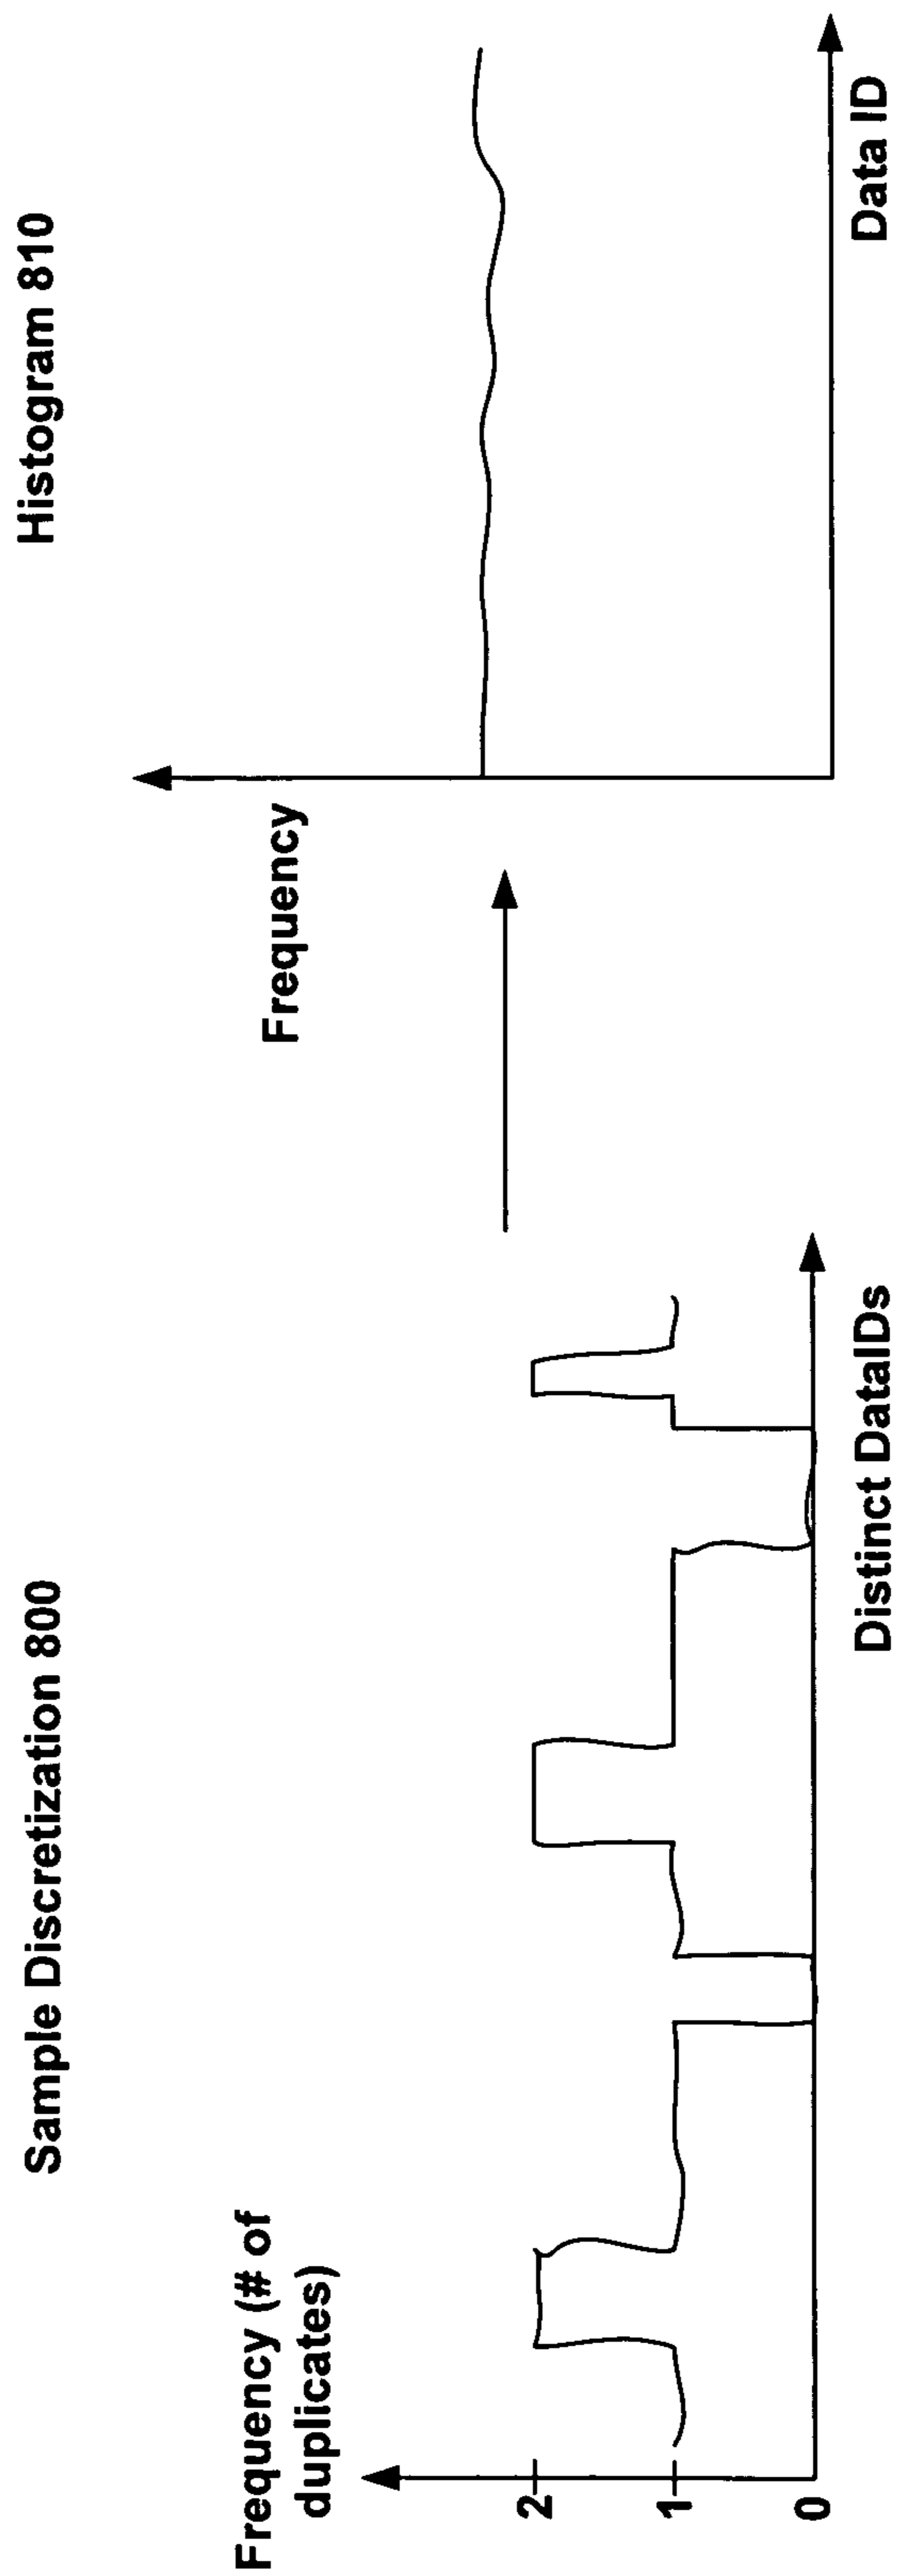 Sample Discretization 800
Frequency (# of
duplicates)
2
1
0
Distinct DataIDs
Histogram 810
Frequency
Data ID